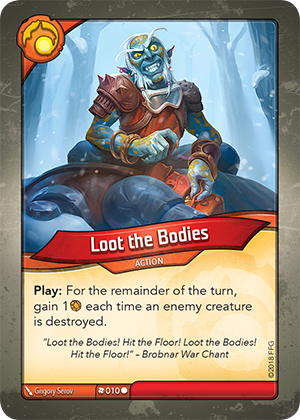 Loot the Bodies
ACTION
Play: For the remainder of the turn,
gain 1 each time an enemy creature
is destroyed.
"Loot the Bodies! Hit the Floor! Loot the Bodies!
Hit the Floor!" – Brobnar War Chant
Grigory Serov
010
©2018 FFG